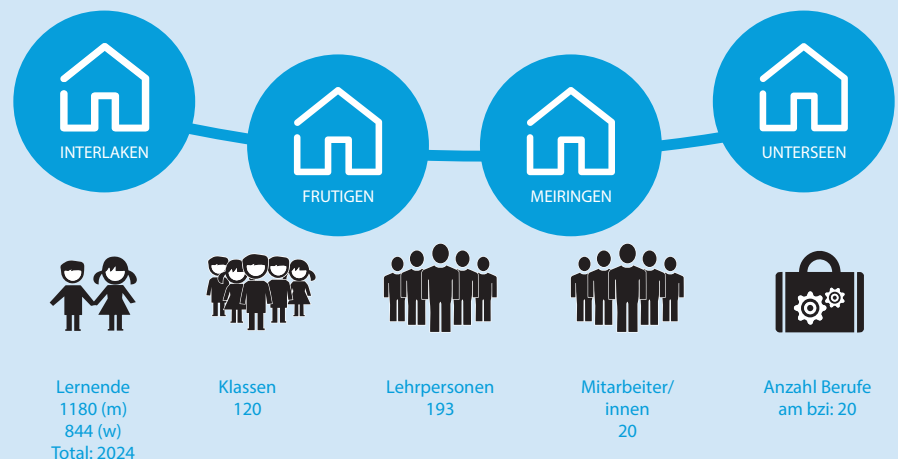 INTERLAKEN
FRUTIGEN
MEIRINGEN
UNTERSEEN
Lernende
1180 (m)
844 (w)
Total: 2024
Klassen
120
Lehrpersonen
193
Mitarbeiter/
innen
20
Anzahl Berufe
am bzi: 20